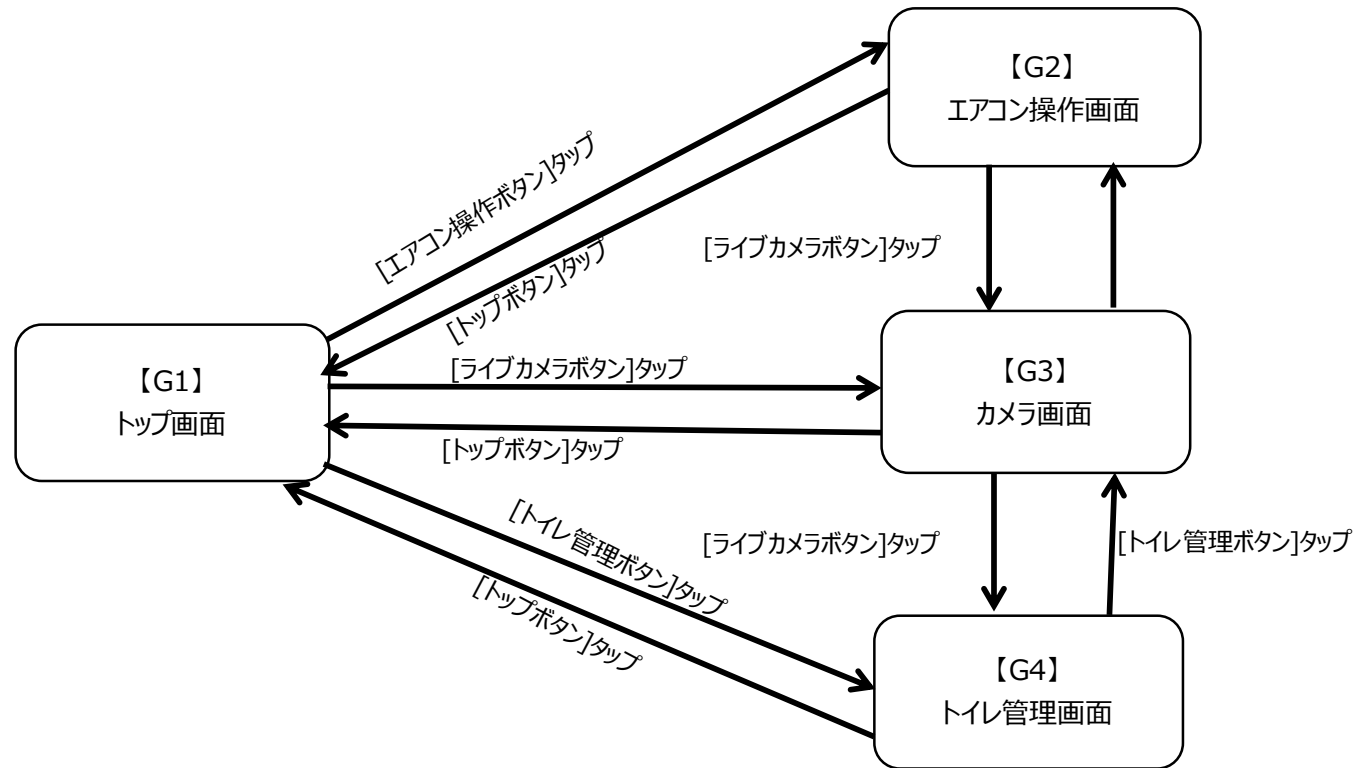 【G2】
エアコン操作画面
[エアコン操作ボタン]タップ
[トップボタン]タップ
[ライブカメラボタン]タップ
【G1】
トップ画面
[ライブカメラボタン]タップ
[トップボタン]タップ
【G3】
カメラ画面
[トイレ管理ボタン]タップ
[トップボタン]タップ
[ライブカメラボタン]タップ
[トイレ管理ボタン]タップ
【G4】
トイレ管理画面